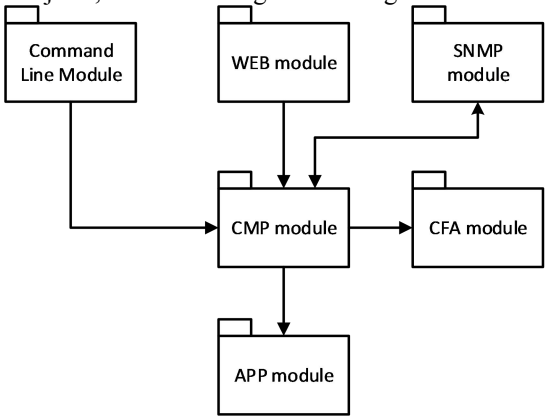 Command
Line Module
WEB module
SNMP
module
CMP module
CFA module
APP module